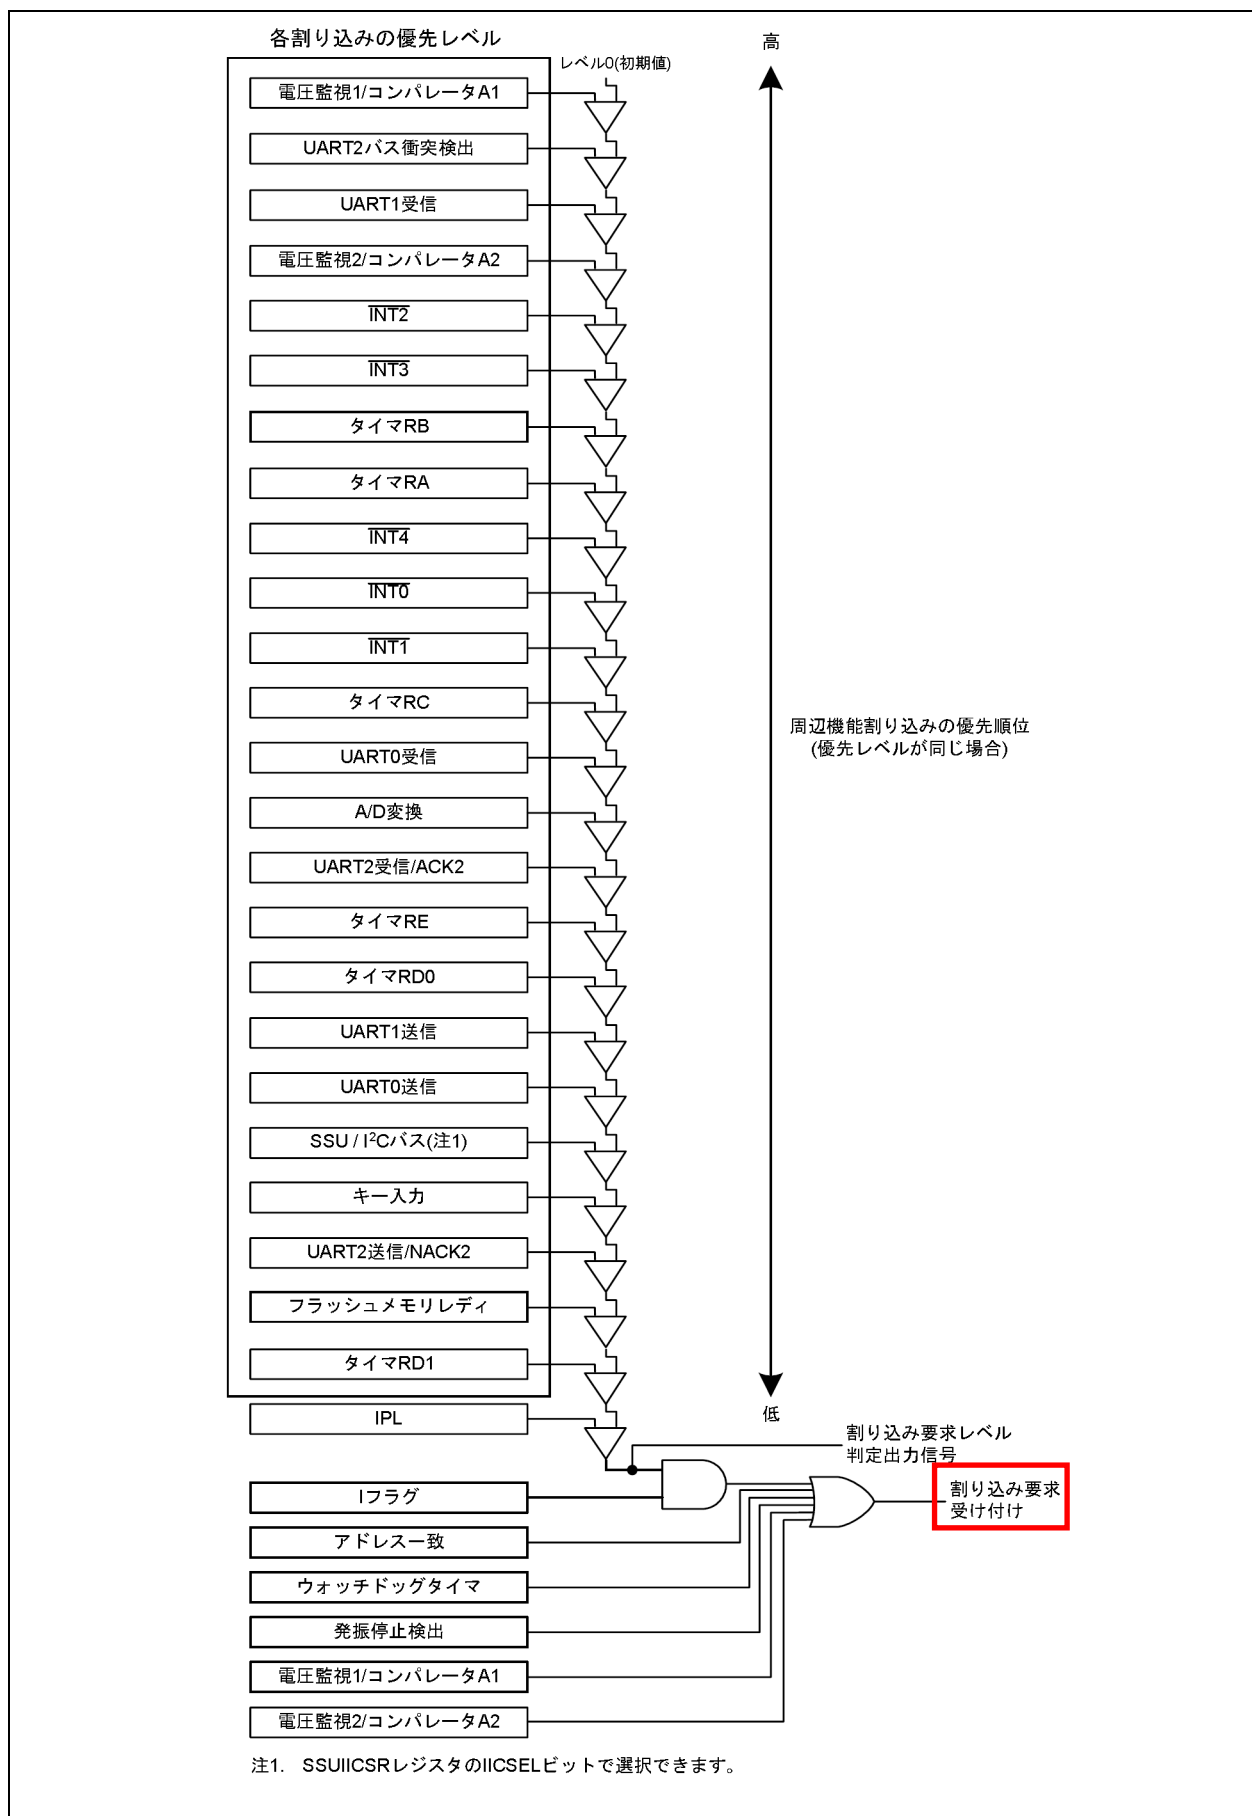 各割り込みの優先レベル
レベル0(初期値)
高
電圧監視1/コンパレータA1
UART2バス衝突検出
UART1受信
電圧監視2/コンパレータA2
INT2
INT3
タイマRB
タイマRA
INT4
INT0
INT1
タイマRC
周辺機能割り込みの優先順位
(優先レベルが同じ場合)
UART0受信
A/D変換
UART2受信/ACK2
タイマRE
タイマRD0
UART1送信
UART0送信
SSU / I²Cバス(注1)
キー入力
UART2送信/NACK2
フラッシュメモリレディ
タイマRD1
低
IPL
割り込み要求レベル
判定出力信号
Iフラグ
割り込み要求
受け付け
アドレス一致
ウォッチドッグタイマ
発振停止検出
電圧監視1/コンパレータA1
電圧監視2/コンパレータA2
注1. SSUIICSRレジスタのIICSELビットで選択できます。